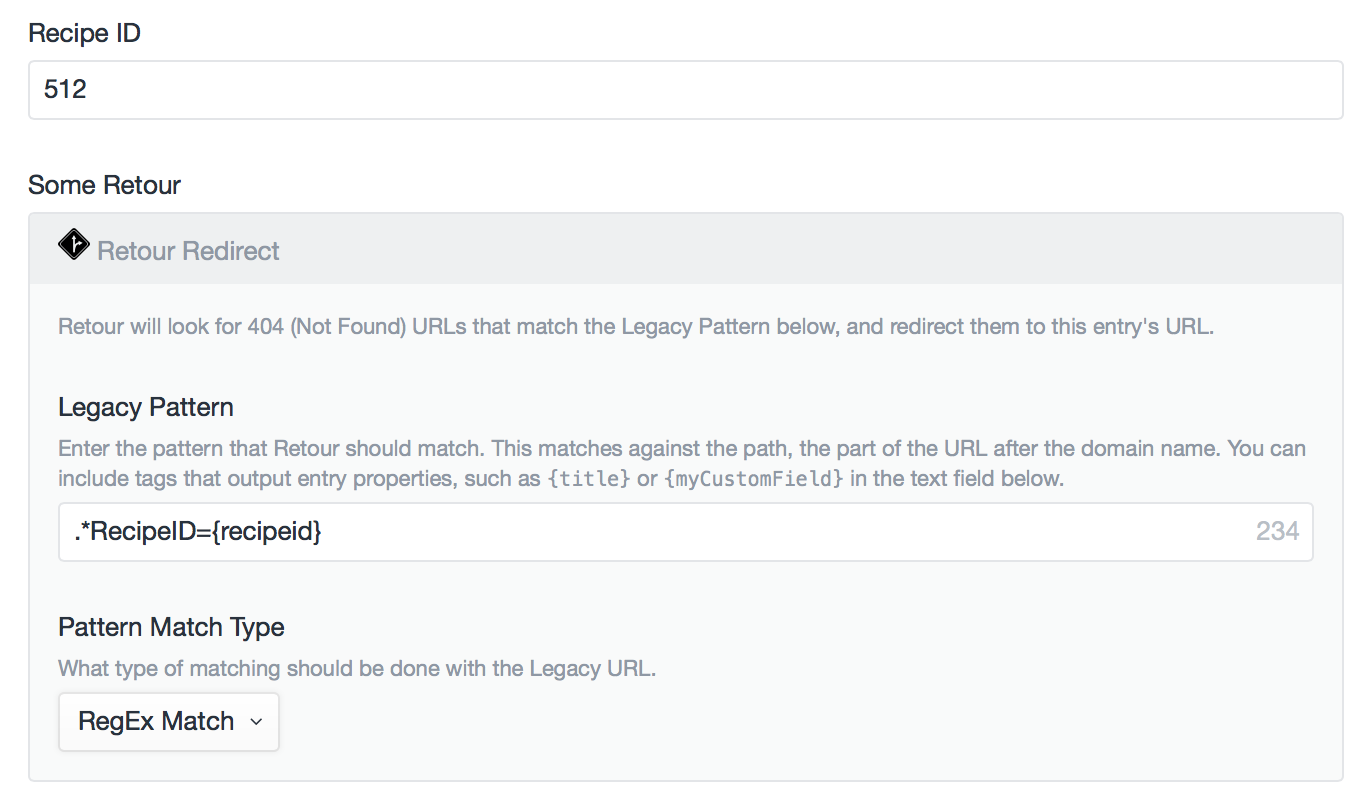 Recipe ID
512
Some Retour
Retour Redirect
Retour will look for 404 (Not Found) URLs that match the Legacy Pattern below, and redirect them to this entry's URL.
Legacy Pattern
Enter the pattern that Retour should match. This matches against the path, the part of the URL after the domain name. You can
include tags that output entry properties, such as {title} or {myCustomField} in the text field below.
.*RecipeID={recipeid} 234
Pattern Match Type
What type of matching should be done with the Legacy URL.
RegEx Match